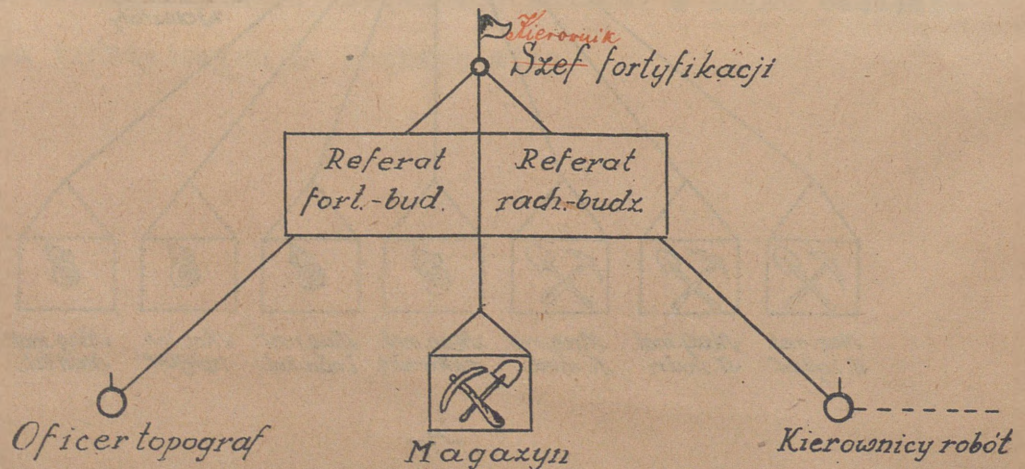 Kierownik
Szef fortyfikacji
Referat
fort.-bud.
Referat
rach.-budz.
Oficer topograf
Magazyn
Kierownicy robót